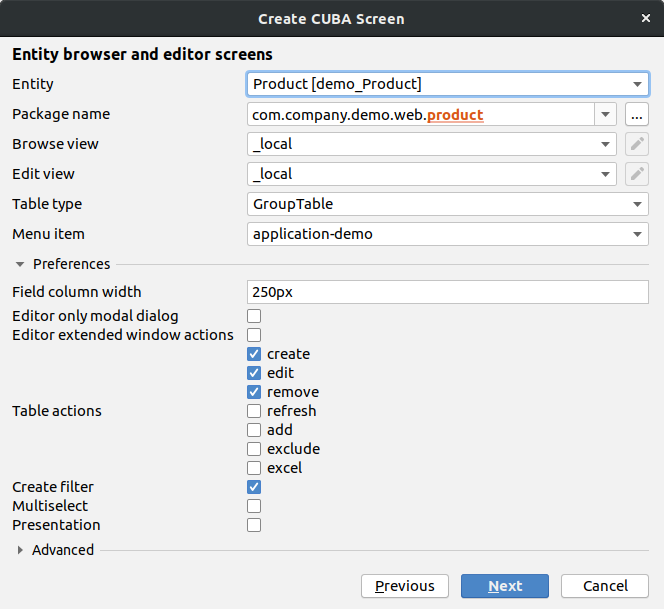 Create CUBA Screen
Entity browser and editor screens
Entity Product [demo_Product]
Package name com.company.demo.web.product ...
Browse view _local
Edit view _local
Table type GroupTable
Menu item application-demo
Preferences
Field column width 250px
Editor only modal dialog
Editor extended window actions
create
edit
remove
Table actions refresh
add
exclude
excel
Create filter
Multiselect
Presentation
Advanced
Previous Next Cancel